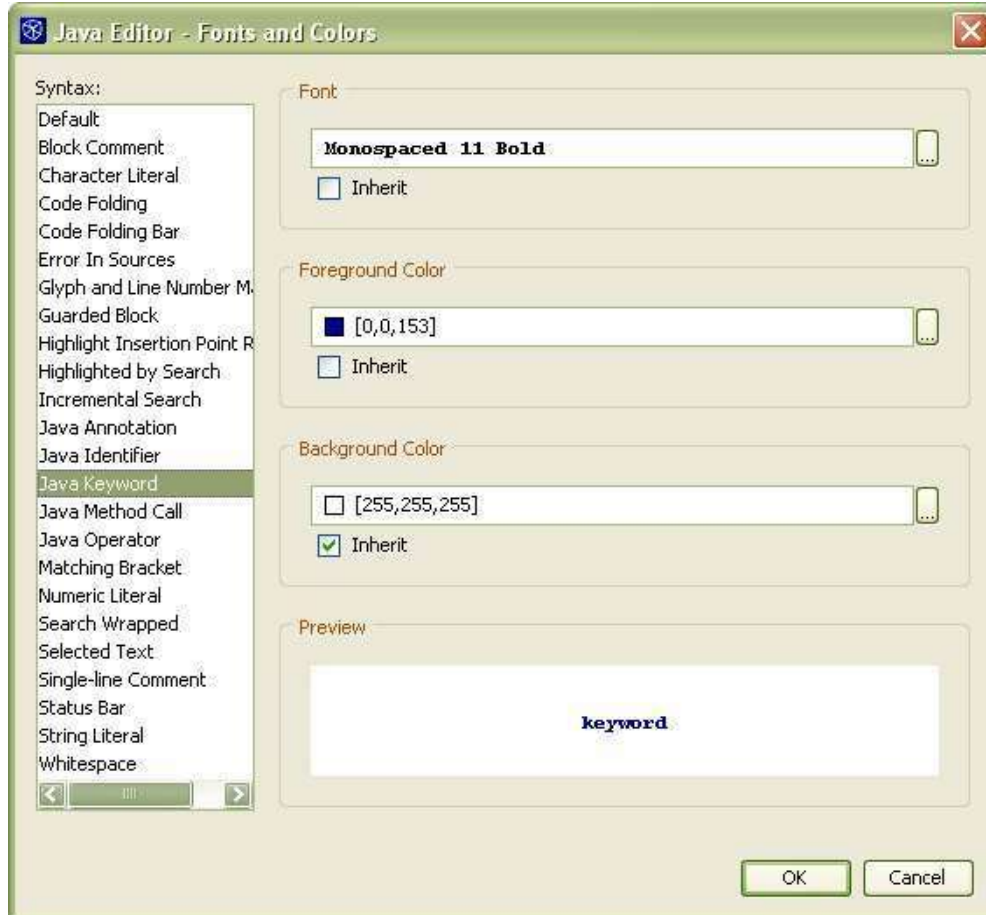 Java Editor - Fonts and Colors
Syntax:
Default
Block Comment
Character Literal
Code Folding
Code Folding Bar
Error In Sources
Glyph and Line Number M
Guarded Block
Highlight Insertion Point R
Highlighted by Search
Incremental Search
Java Annotation
Java Identifier
Java Keyword
Java Method Call
Java Operator
Matching Bracket
Numeric Literal
Search Wrapped
Selected Text
Single-line Comment
Status Bar
String Literal
Whitespace
Font
Monospaced 11 Bold
...
Inherit
Foreground Color
[0,0,153]
...
Inherit
Background Color
[255,255,255]
...
Inherit
Preview
keyword
OK
Cancel